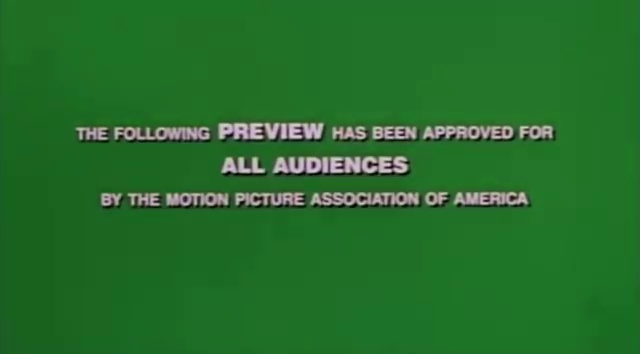 THE FOLLOWING PREVIEW HAS BEEN APPROVED FOR
ALL AUDIENCES
BY THE MOTION PICTURE ASSOCIATION OF AMERICA